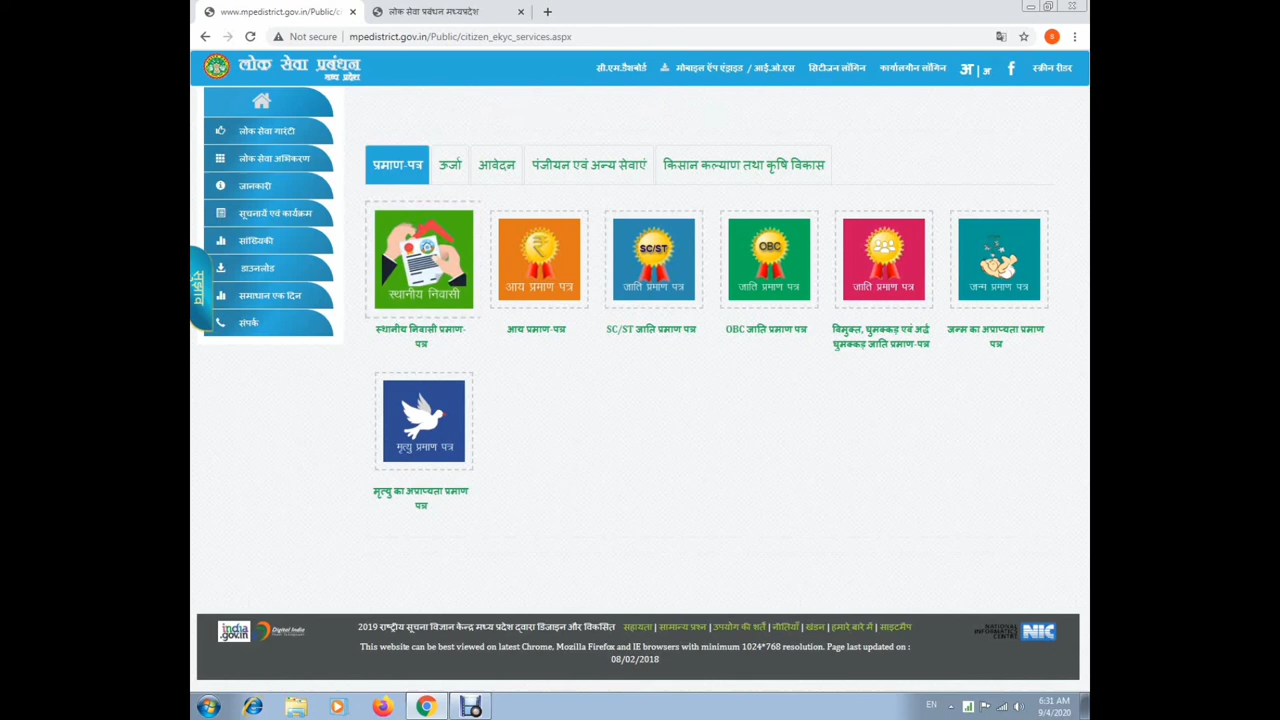 www.mpedistrict.gov.in/Public/c
लोक सेवा प्रबंधन मध्यप्रदेश
Not secure
mpedistrict.gov.in/Public/citizen_ekyc_services.aspx
S
लोक सेवा प्रबंधन
मध्य प्रदेश
सी.एम.डैशबोर्ड
मोबाइल ऍप एंड्राइड / आई.ओ.एस
सिटीजन लॉगिन
कार्यालयीन लॉगिन
अ | अ
स्क्रीन रीडर
लोक सेवा गारंटी
लोक सेवा अभिकरण
जानकारी
सूचनायें एवं कार्यक्रम
सांख्यिकी
डाउनलोड
समाधान एक दिन
संपर्क
सुझाव
प्रमाण-पत्र
ऊर्जा
आवेदन
पंजीयन एवं अन्य सेवाएं
किसान कल्याण तथा कृषि विकास
स्थानीय निवासी
आय प्रमाण पत्र
SC/ST
जाति प्रमाण पत्र
OBC
जाति प्रमाण पत्र
जाति प्रमाण पत्र
जन्म प्रमाण पत्र
स्थानीय निवासी प्रमाण-
पत्र
आय प्रमाण-पत्र
SC/ST जाति प्रमाण पत्र
OBC जाति प्रमाण पत्र
विमुक्त, घुमक्कड़ एवं अर्द्ध
घुमक्कड़ जाति प्रमाण-पत्र
जन्म का अप्राप्यता प्रमाण
पत्र
मृत्यु प्रमाण पत्र
मृत्यु का अप्राप्यता प्रमाण
पत्र
india
.gov.in
Digital India
2019 राष्ट्रीय सूचना विज्ञान केन्द्र मध्य प्रदेश द्वारा डिजाइन और विकसित
सहायता | सामान्य प्रश्न | उपयोग की शर्तें | नीतियाँ | खंडन | हमारे बारे में | साइटमैप
This website can be best viewed on latest Chrome, Mozilla Firefox and IE browsers with minimum 1024*768 resolution. Page last updated on :
08/02/2018
NATIONAL
INFORMATICS
CENTRE
NIC
EN
6:31 AM
9/4/2020